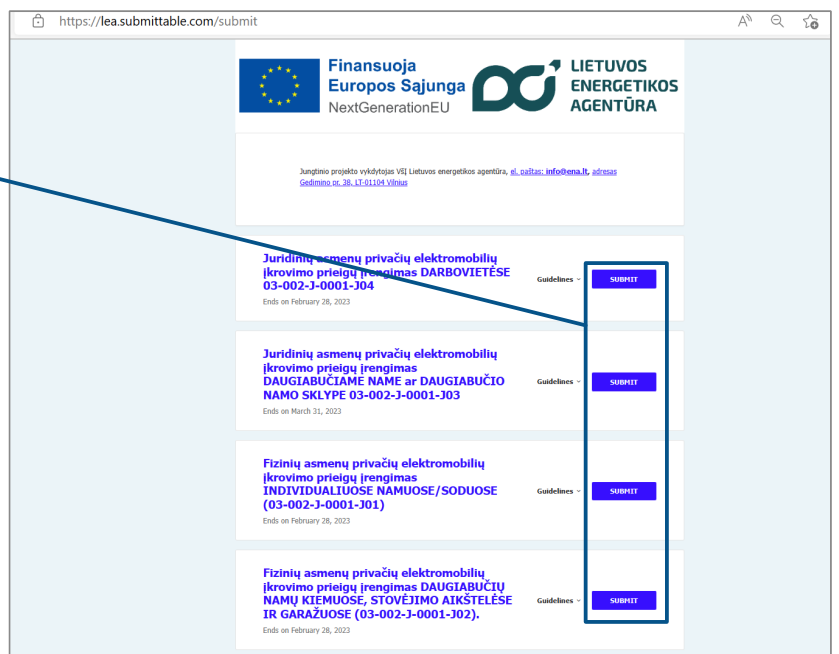 https://lea.submittable.com/submit
Finansuoja
Europos Sąjunga
NextGenerationEU
LIETUVOS
ENERGETIKOS
AGENTŪRA
Jungtinio projekto vykdytojas VšĮ Lietuvos energetikos agentūra, el. paštas: info@ena.lt, adresas
Gedimino pr. 38, LT-01104 Vilnius
Juridinių asmenų privačių elektromobilių
įkrovimo prieigų įrengimas DARBOVIETĖSE
03-002-J-0001-J04
Ends on February 28, 2023
Guidelines
SUBMIT
Juridinių asmenų privačių elektromobilių
įkrovimo prieigų įrengimas
DAUGIABUČIAME NAME ar DAUGIABUČIO
NAMO SKLYPE 03-002-J-0001-J03
Ends on March 31, 2023
Guidelines
SUBMIT
Fizinių asmenų privačių elektromobilių
įkrovimo prieigų įrengimas
INDIVIDUALIUOSE NAMUOSE/SODUOSE
(03-002-J-0001-J01)
Ends on February 28, 2023
Guidelines
SUBMIT
Fizinių asmenų privačių elektromobilių
įkrovimo prieigų įrengimas DAUGIABUČIŲ
NAMŲ KIEMUOSE, STOVĖJIMO AIKŠTELĖSE
IR GARAŽUOSE (03-002-J-0001-J02).
Ends on February 28, 2023
Guidelines
SUBMIT